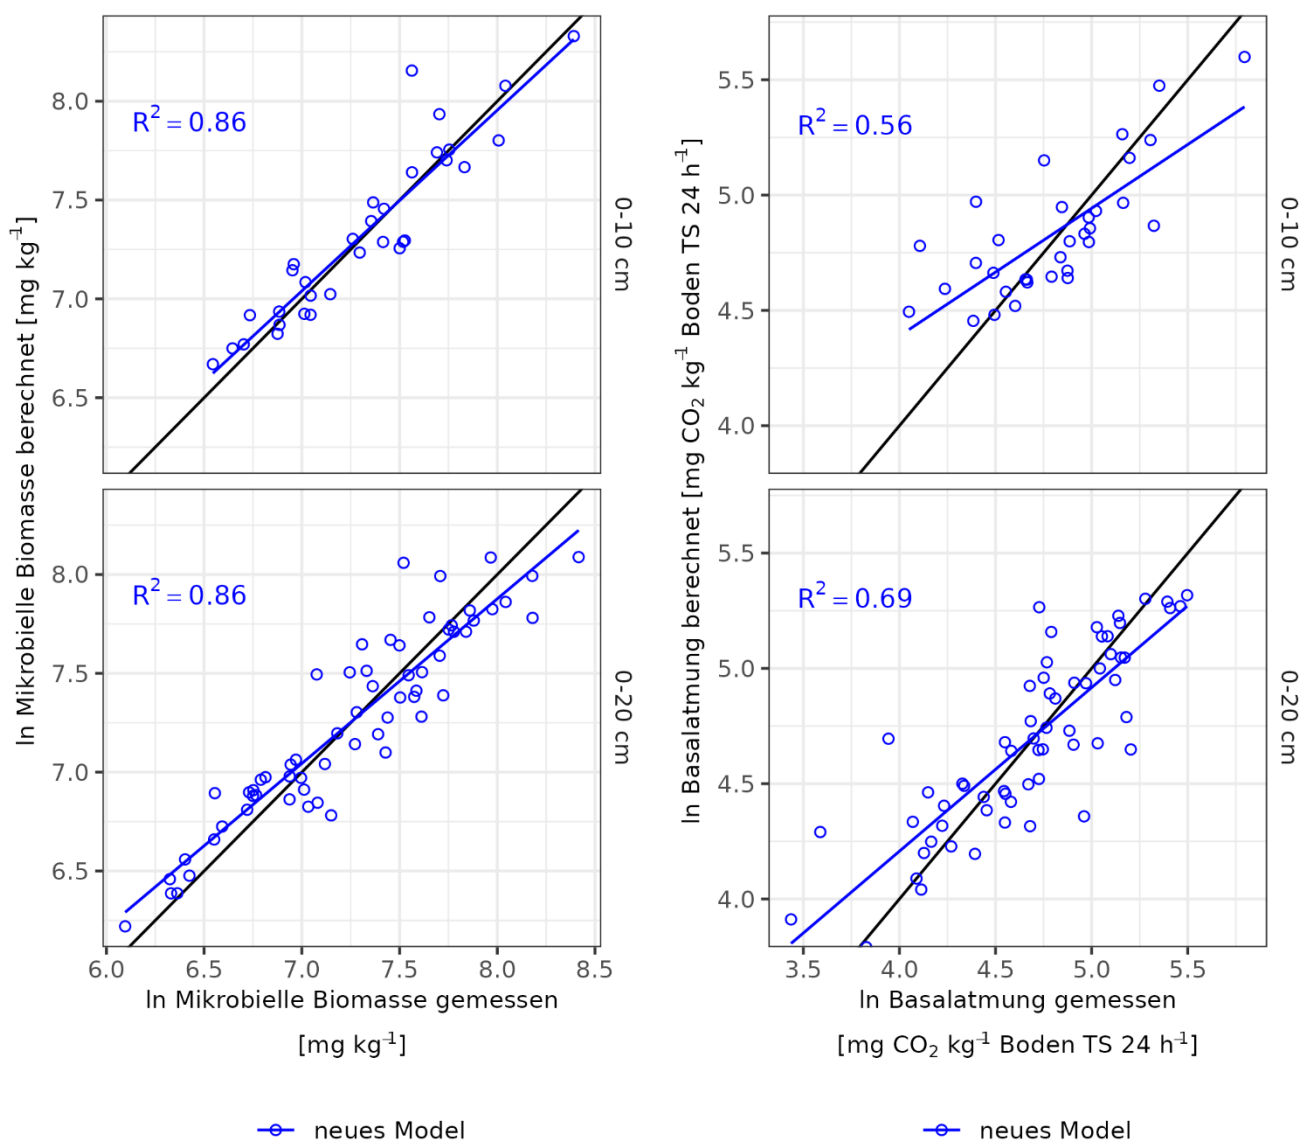 ln Mikrobielle Biomasse berechnet [mg kg⁻¹]
8.0
7.5
7.0
6.5
R² = 0.86
0-10 cm
8.0
7.5
7.0
6.5
R² = 0.86
0-20 cm
6.0 6.5 7.0 7.5 8.0 8.5
ln Mikrobielle Biomasse gemessen
[mg kg⁻¹]
neues Model
ln Basalatmung berechnet [mg CO₂ kg⁻¹ Boden TS 24 h⁻¹]
5.5
5.0
4.5
4.0
R² = 0.56
0-10 cm
5.5
5.0
4.5
4.0
R² = 0.69
0-20 cm
3.5 4.0 4.5 5.0 5.5
ln Basalatmung gemessen
[mg CO₂ kg⁻¹ Boden TS 24 h⁻¹]
neues Model